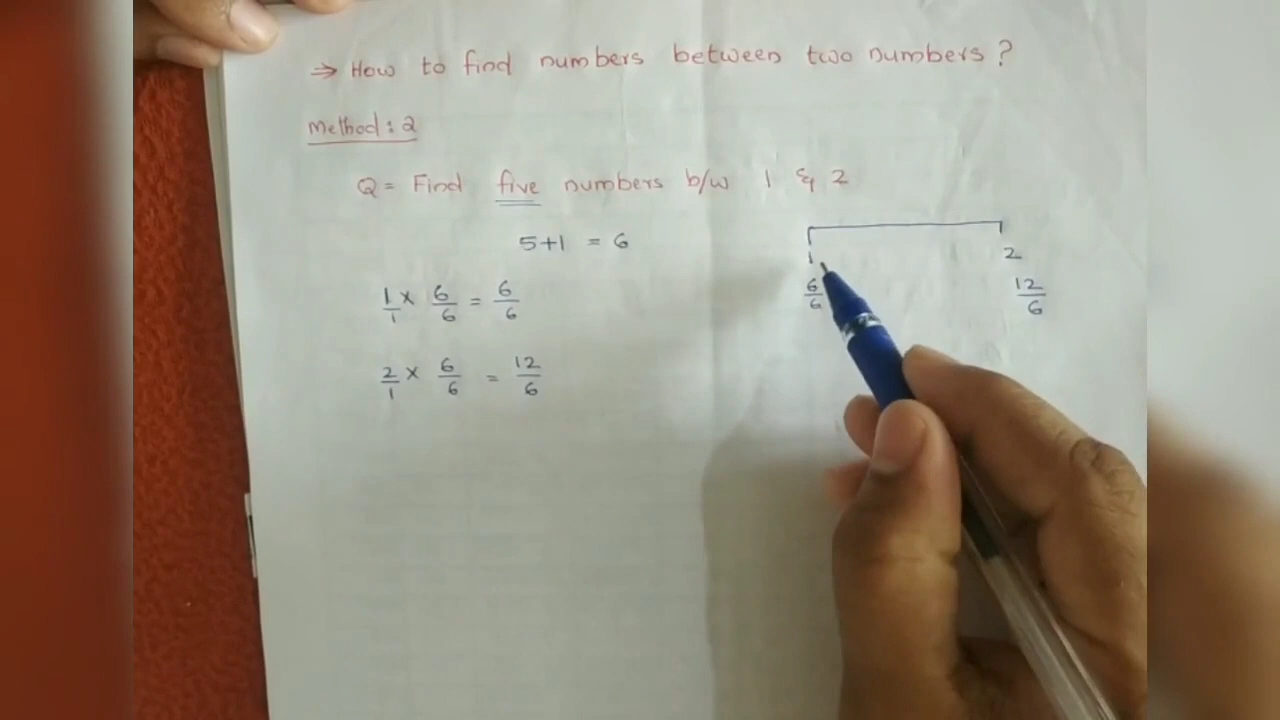 ⇒ How to find numbers between two numbers?
Method: 2
Q = Find five numbers b/w 1 & 2
5+1 = 6
1/1 × 6/6 = 6/6
2/1 × 6/6 = 12/6
1 2
6/6 12/6